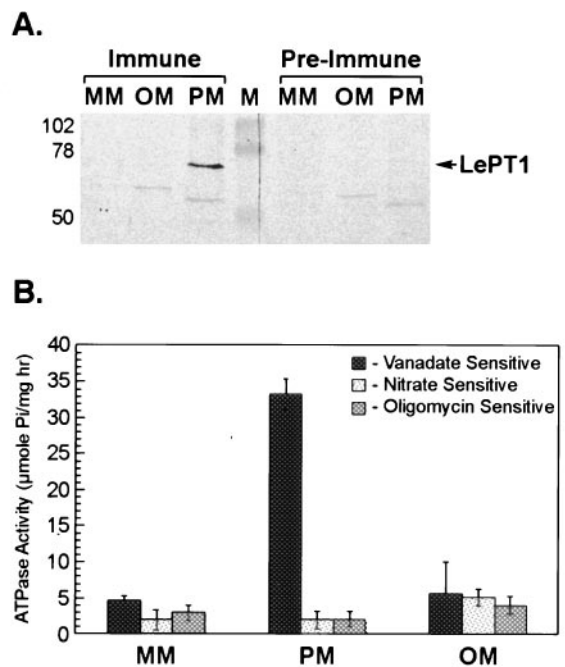 A.
Immune Pre-Immune
MM OM PM M MM OM PM
102
78
50
LePT1
B.
ATPase Activity (µmole Pi/mg hr)
40
35
30
25
20
15
10
5
0
- Vanadate Sensitive
- Nitrate Sensitive
- Oligomycin Sensitive
MM PM OM